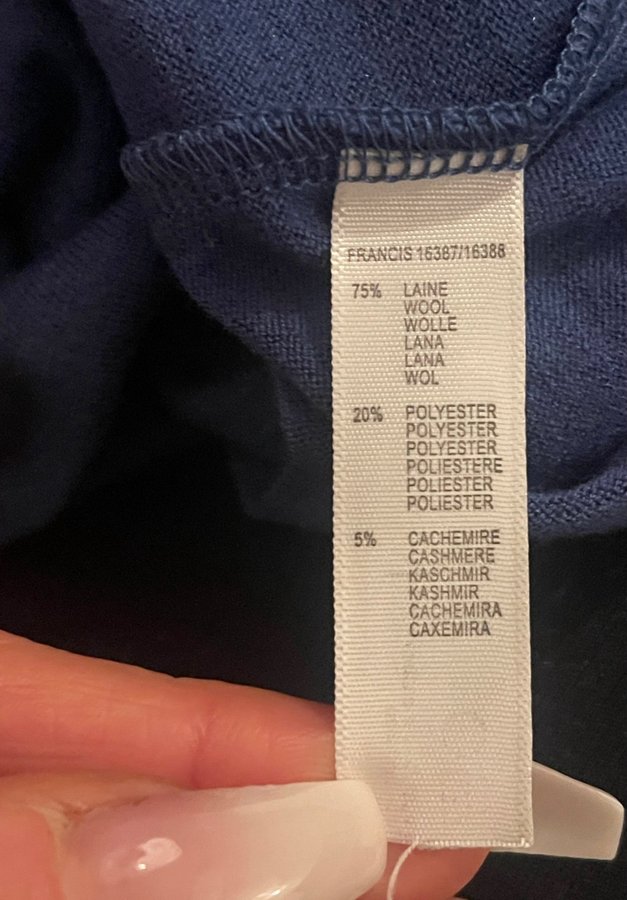 FRANCIS 16387/16388
75% LAINE
WOOL
WOLLE
LANA
LANA
WOL
20% POLYESTER
POLYESTER
POLYESTER
POLIESTERE
POLIESTER
POLIESTER
5% CACHEMIRE
CASHMERE
KASCHMIR
KASHMIR
CACHEMIRA
CAXEMIRA